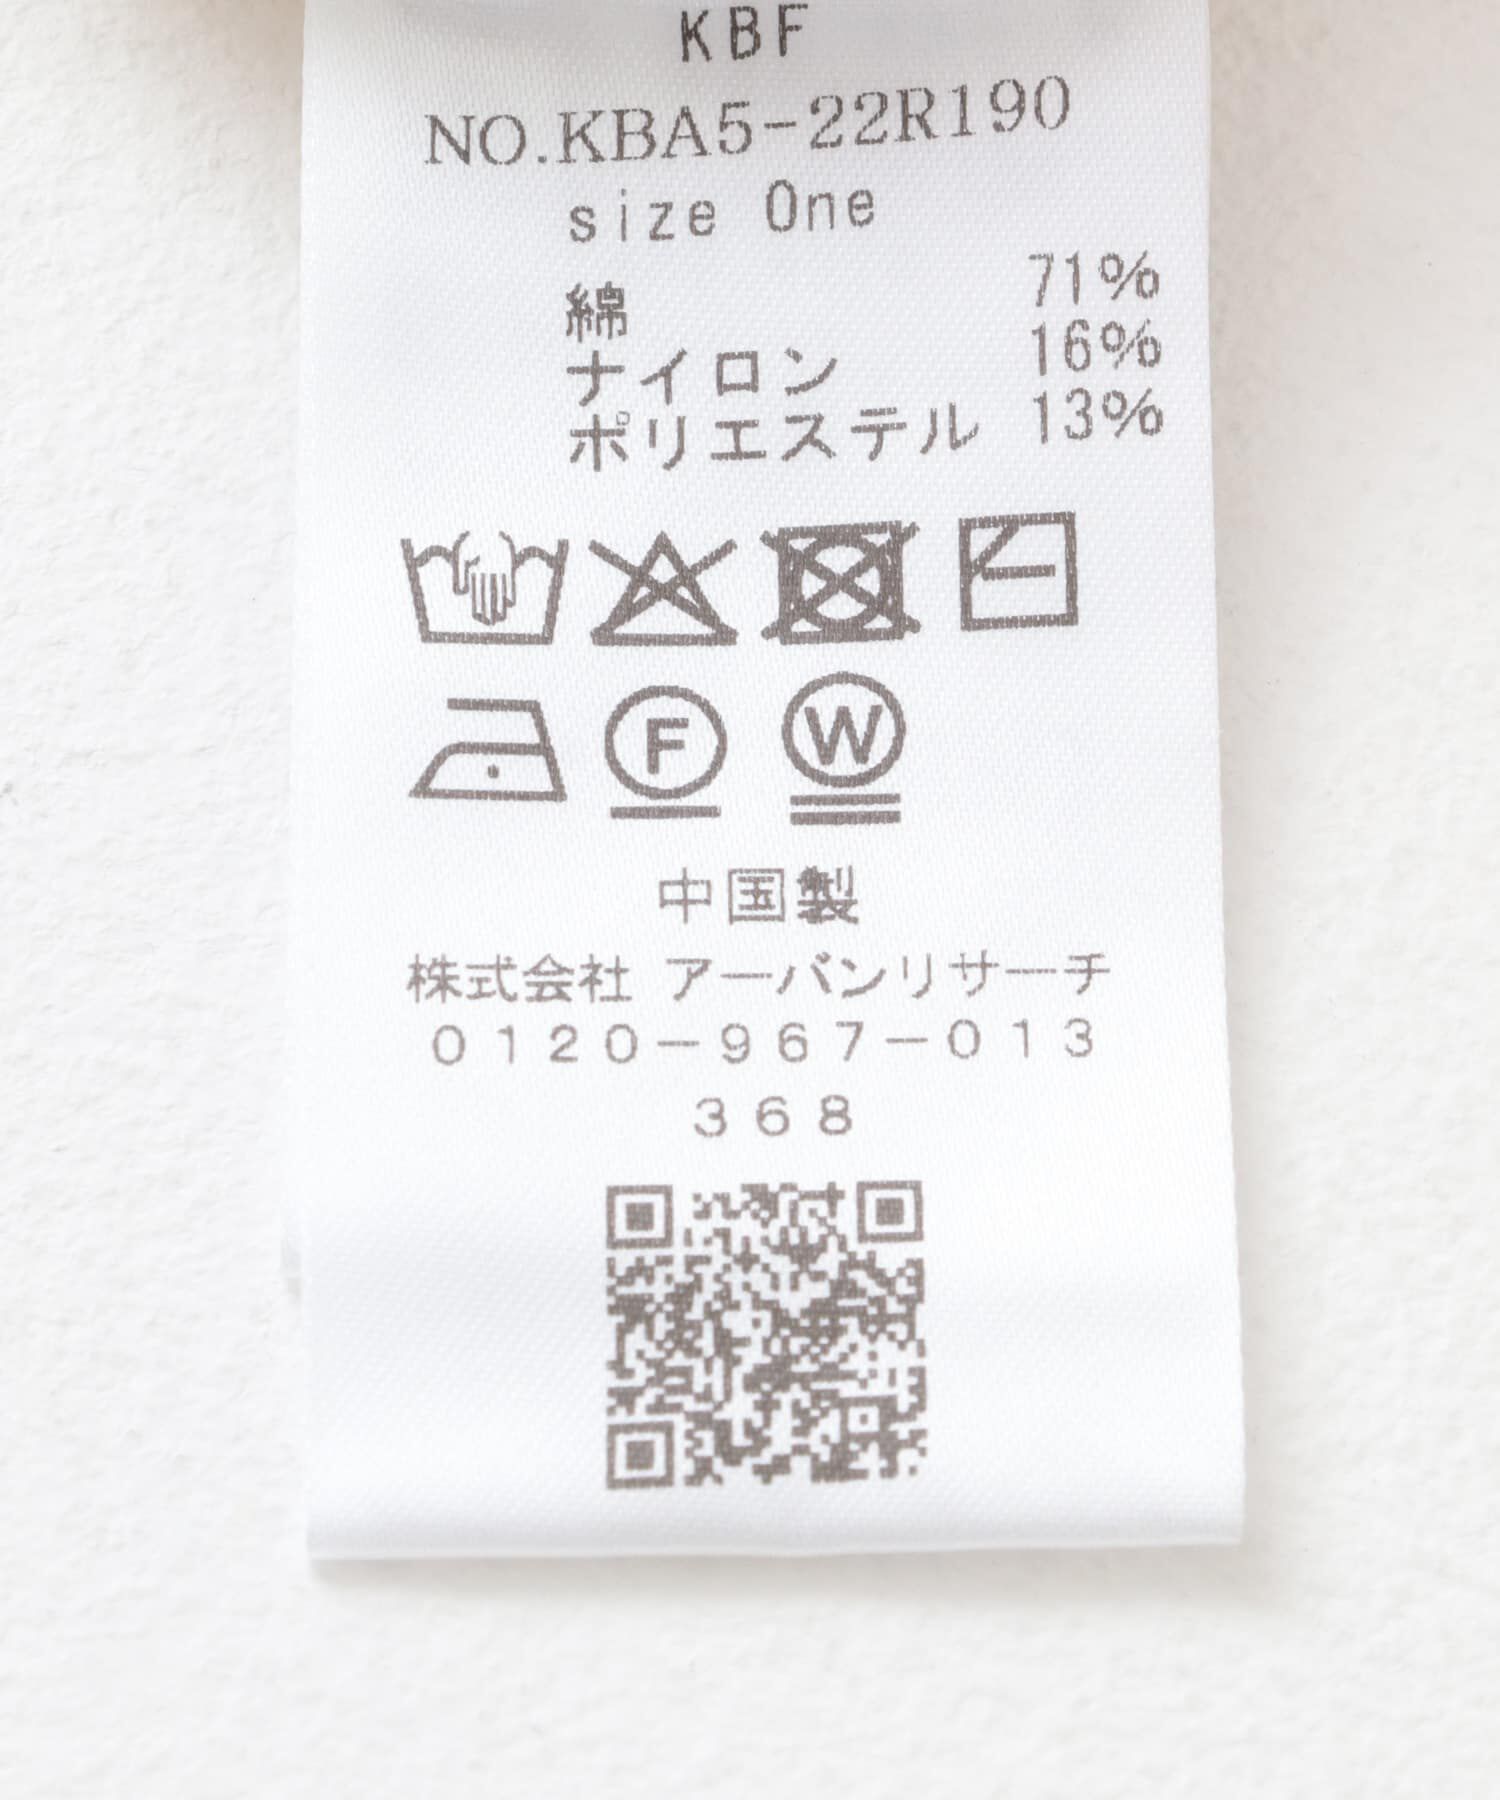 KBF
NO.KBA5-22R190
size One
綿 71%
ナイロン 16%
ポリエステル 13%
F W
中国製
株式会社 アーバンリサーチ
0120-967-013
368